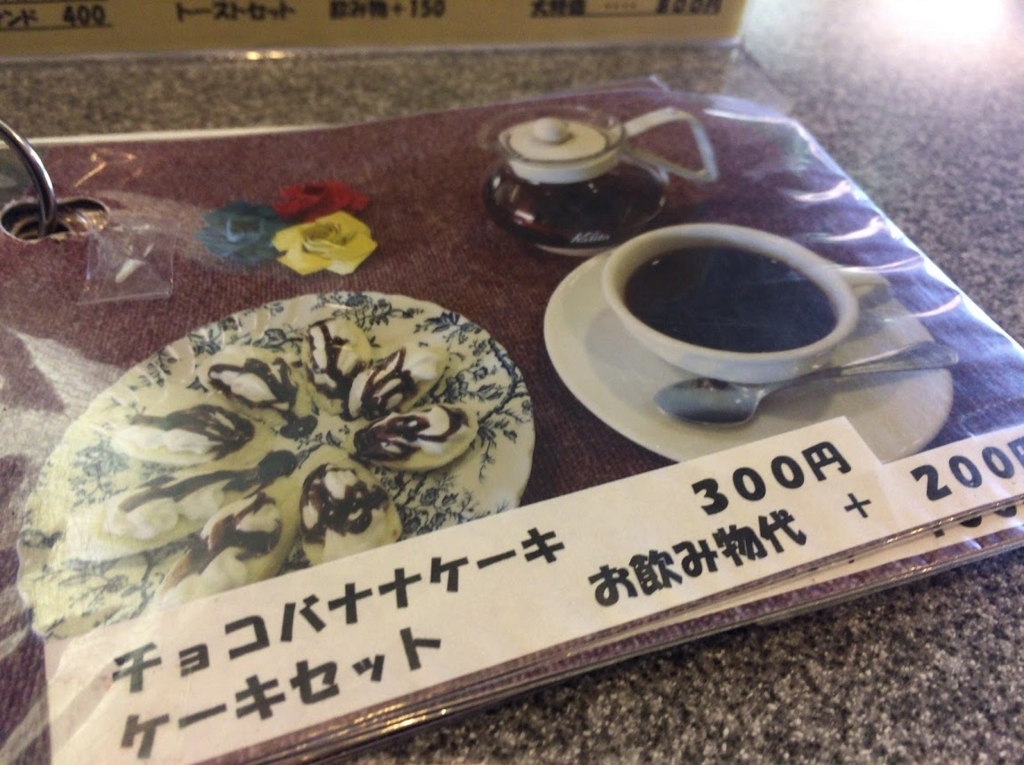 ンド 400 トーストセット 飲み物+150
チョコバナナケーキ 300円
ケーキセット お飲み物代 + 200円